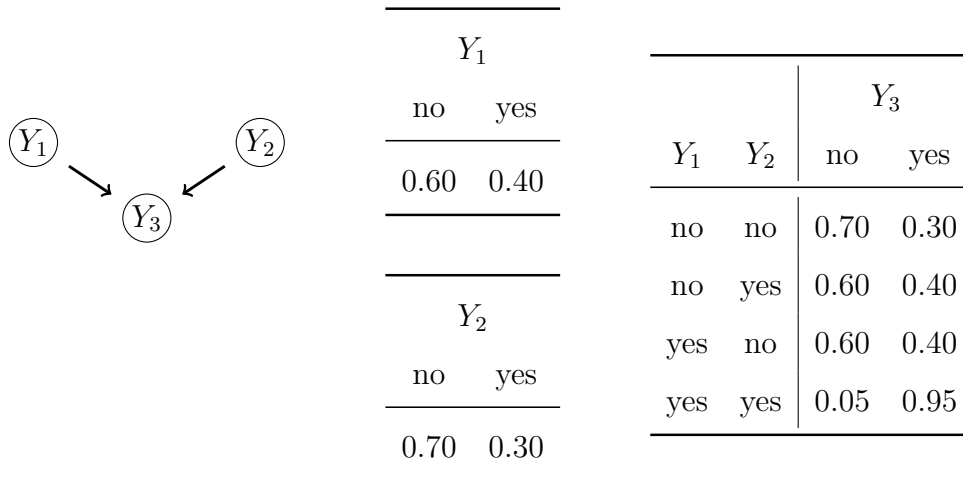 Y₁ Y₂
Y₃
Y₁
no yes
0.60 0.40
Y₂
no yes
0.70 0.30
Y₃
Y₁ Y₂ no yes
no no 0.70 0.30
no yes 0.60 0.40
yes no 0.60 0.40
yes yes 0.05 0.95